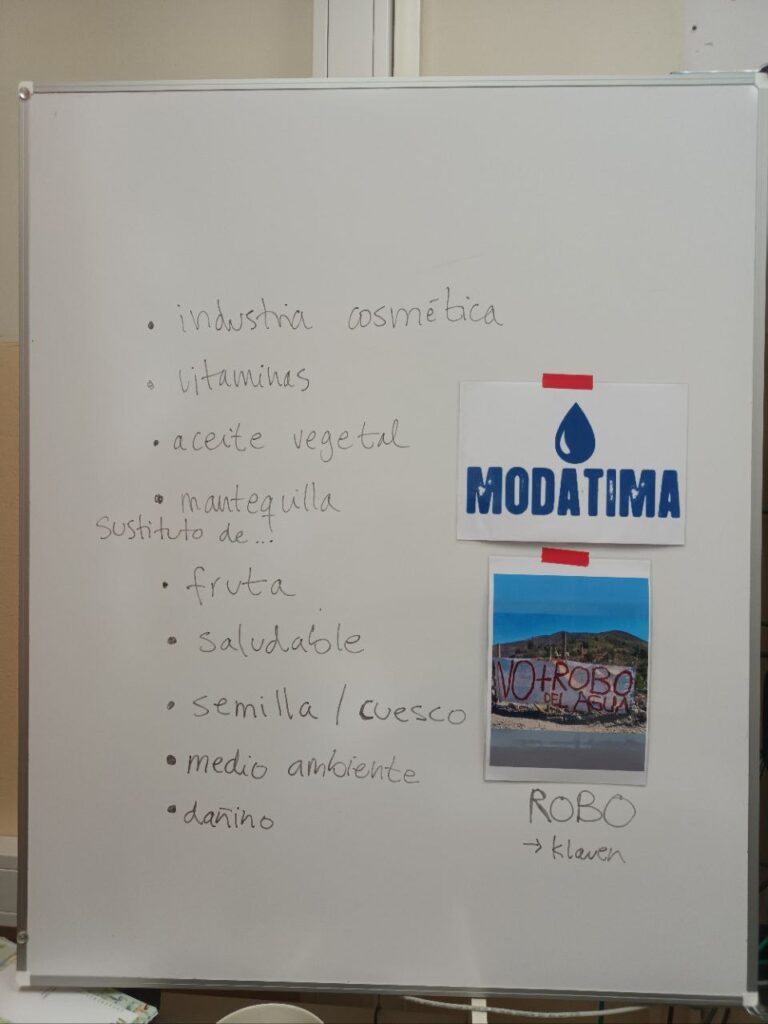 • industria cosmética
• vitaminas
• aceite vegetal
• mantequilla
sustituto de...
• fruta
• saludable
• semilla / cuesco
• medio ambiente
• dañino
MODATIMA
NO+ROBO
DEL AGUA
ROBO
→ klauen